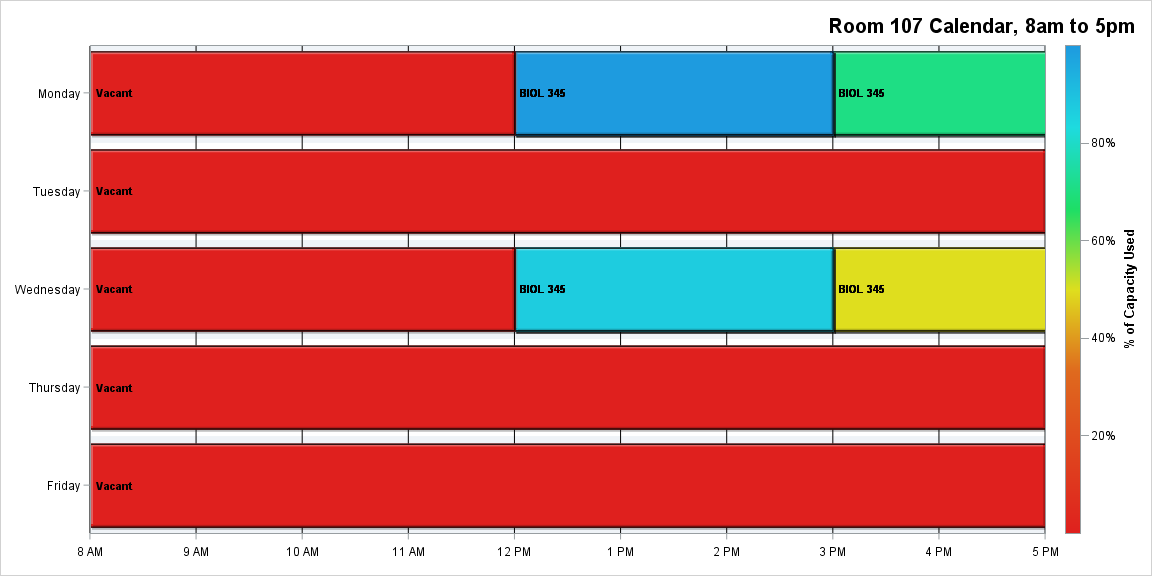 Room 107 Calendar, 8am to 5pm
Monday
Vacant
BIOL 345
BIOL 345
Tuesday
Vacant
Wednesday
Vacant
BIOL 345
BIOL 345
Thursday
Vacant
Friday
Vacant
8 AM 9 AM 10 AM 11 AM 12 PM 1 PM 2 PM 3 PM 4 PM 5 PM
80%
60%
40%
20%
% of Capacity Used